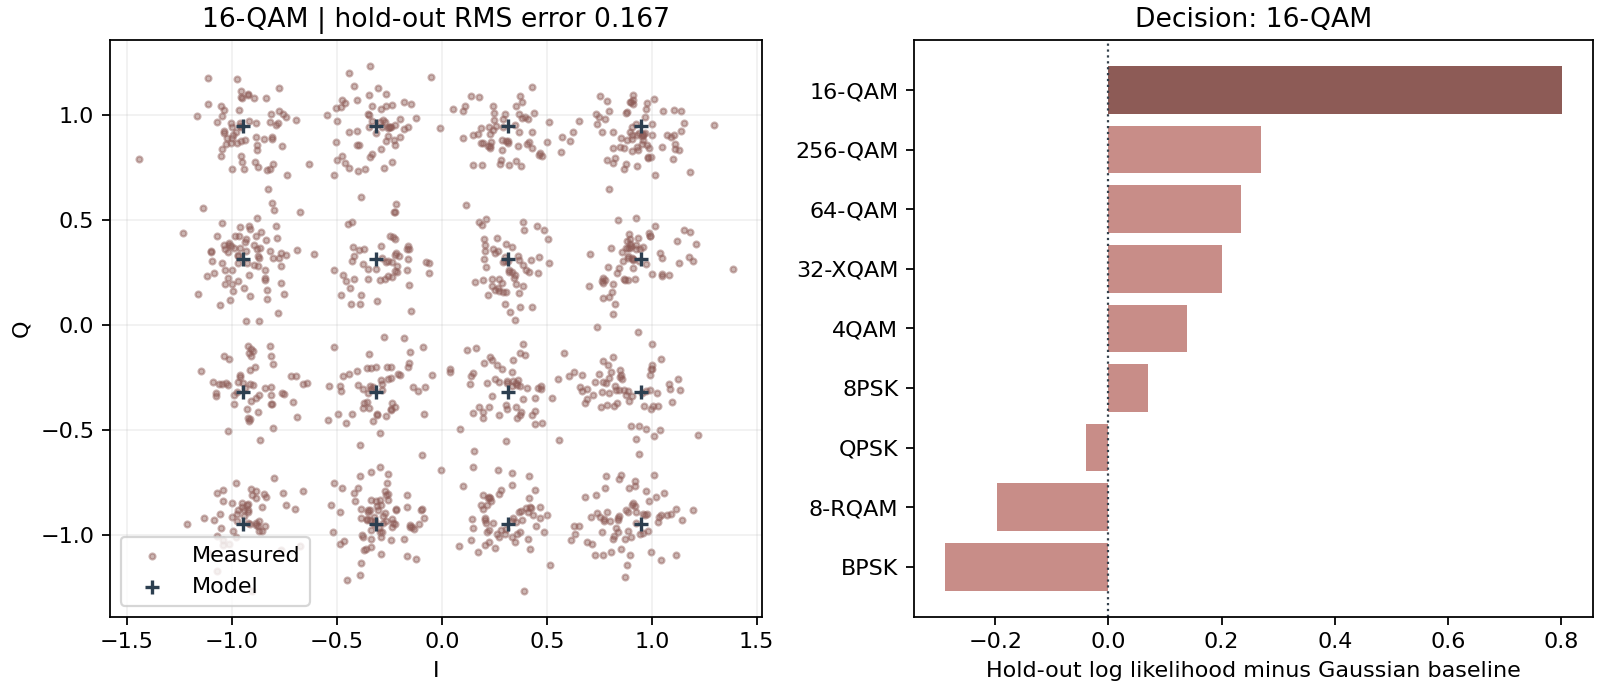 16-QAM | hold-out RMS error 0.167
1.0
0.5
0.0
−0.5
−1.0
Q
Measured
Model
−1.5
−1.0
−0.5
0.0
0.5
1.0
1.5
I
Decision: 16-QAM
16-QAM
256-QAM
64-QAM
32-XQAM
4QAM
8PSK
QPSK
8-RQAM
BPSK
−0.2
0.0
0.2
0.4
0.6
0.8
Hold-out log likelihood minus Gaussian baseline